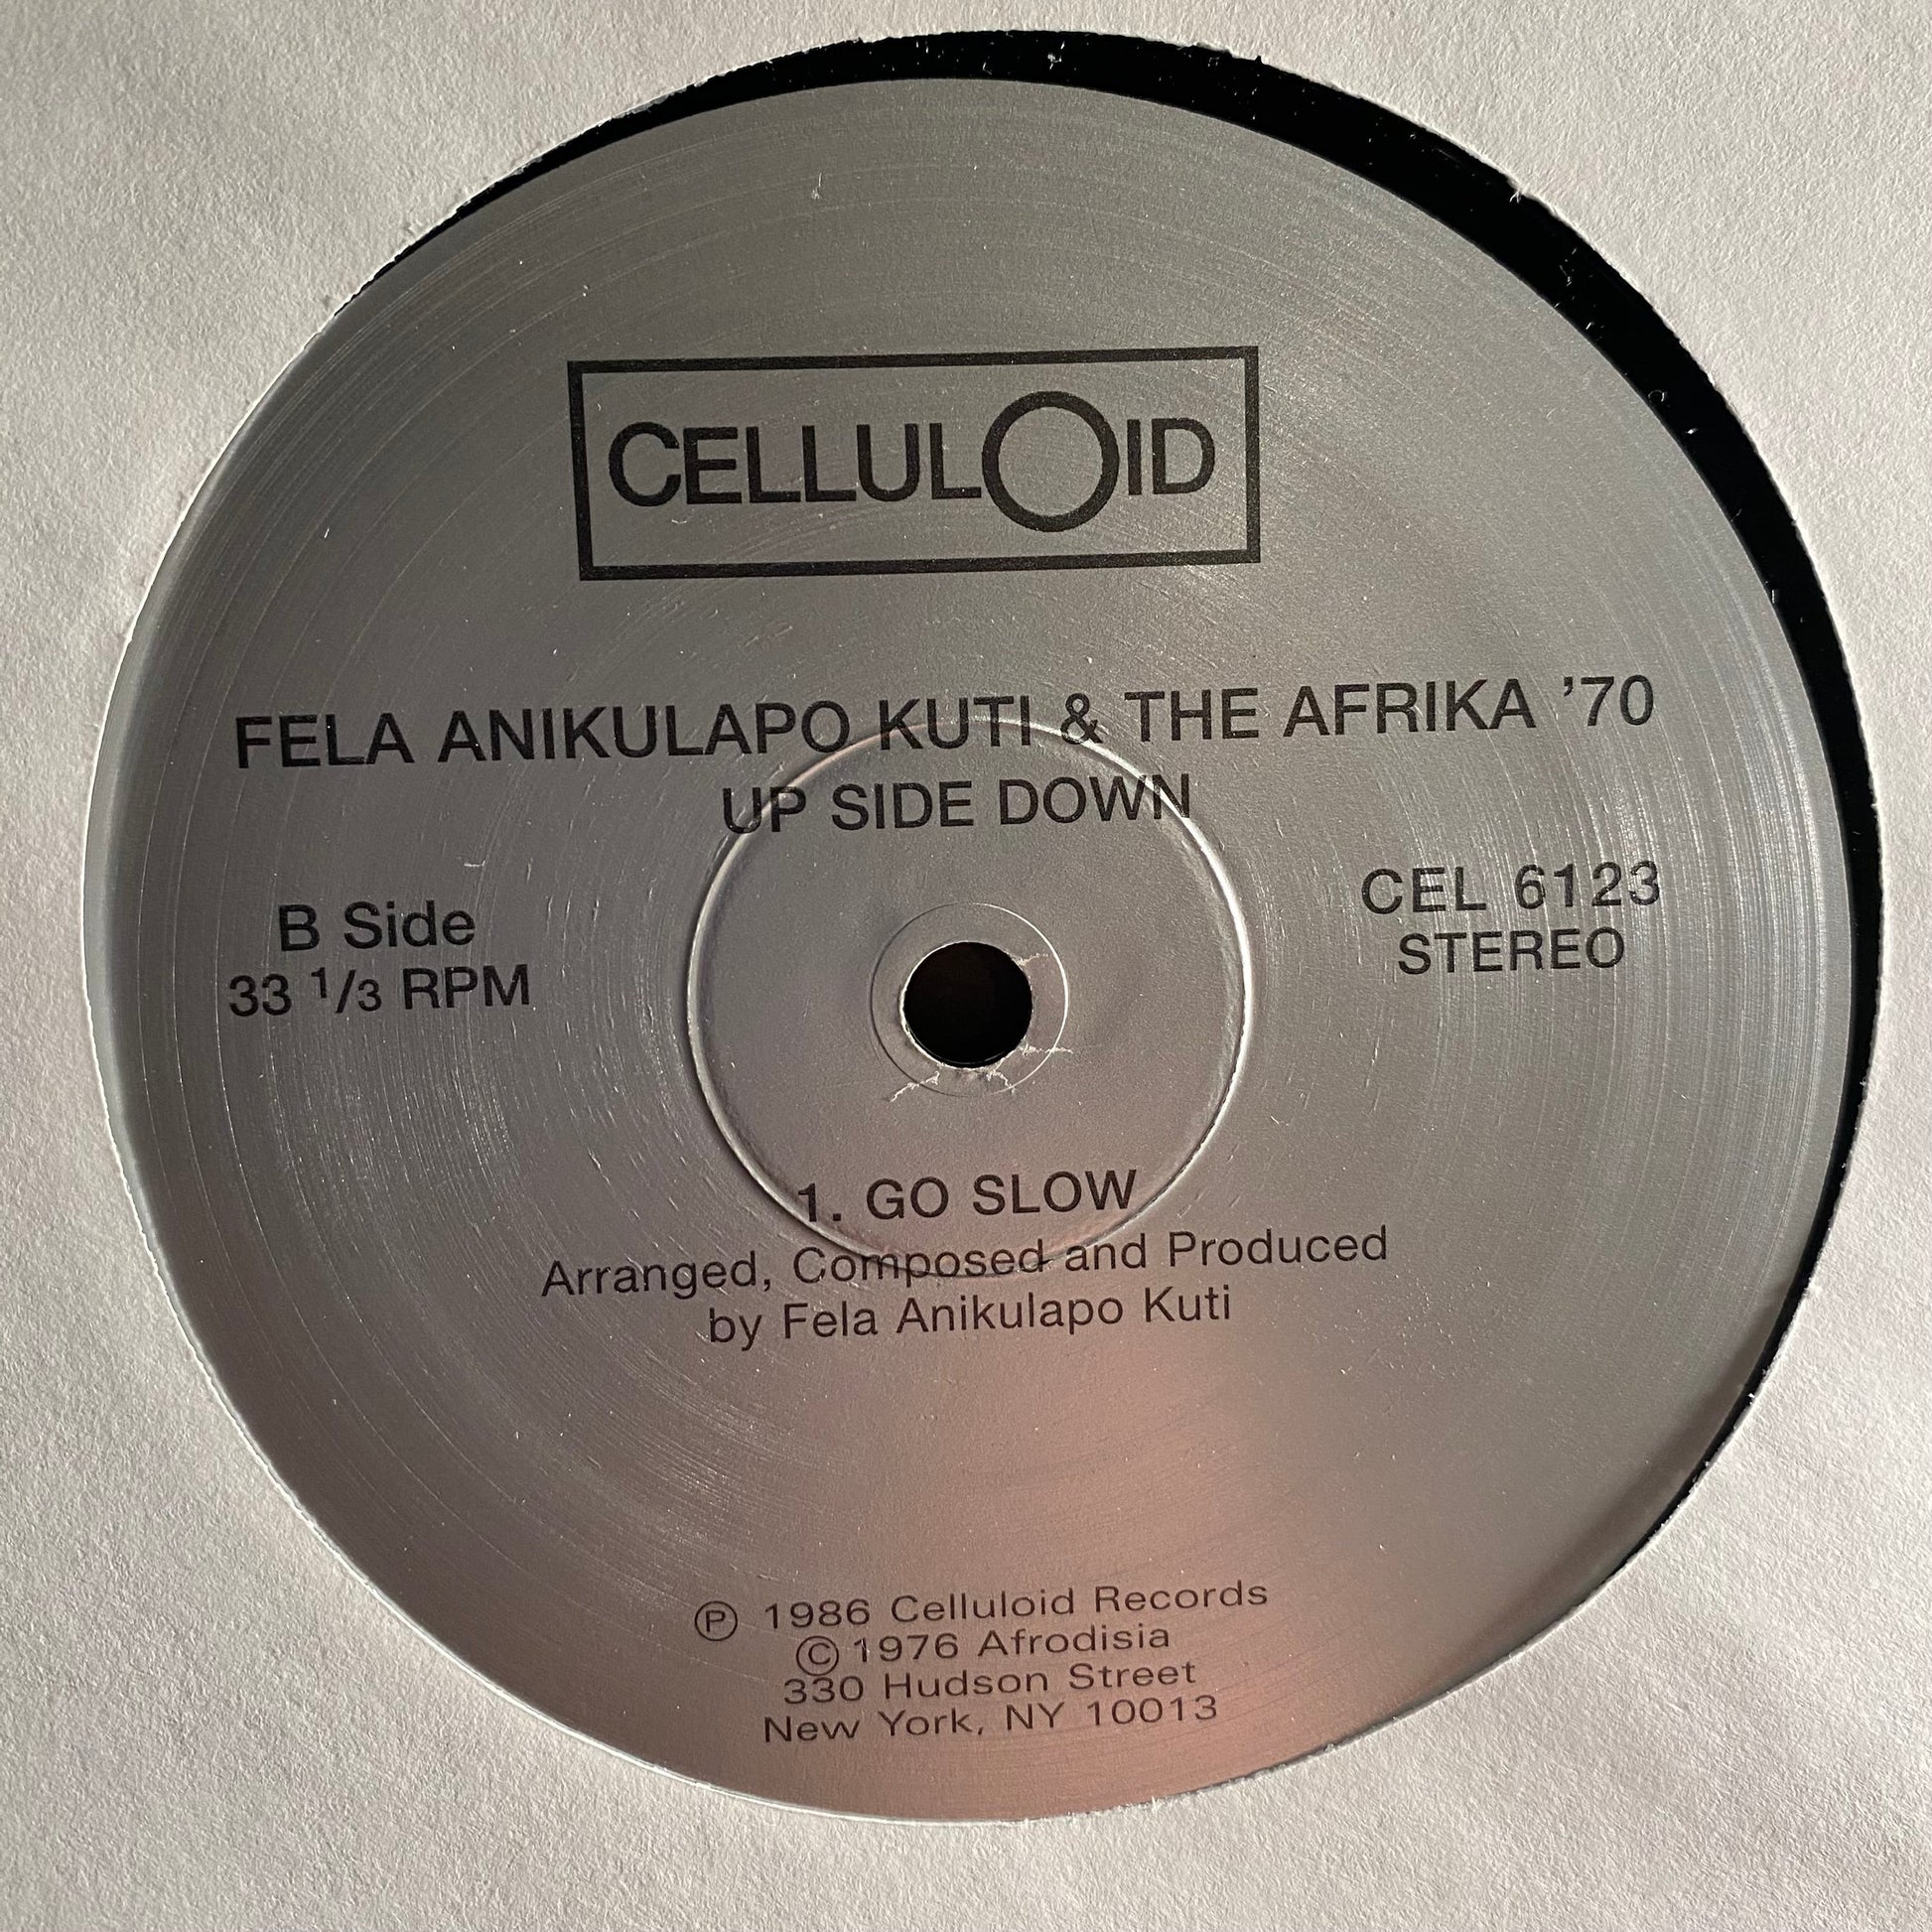 CELLULOID
FELA ANIKULAPO KUTI & THE AFRIKA '70
UP SIDE DOWN
B Side
33 1/3 RPM
CEL 6123
STEREO
1. GO SLOW
Arranged, Composed and Produced
by Fela Anikulapo Kuti
℗ 1986 Celluloid Records
© 1976 Afrodisia
330 Hudson Street
New York, NY 10013